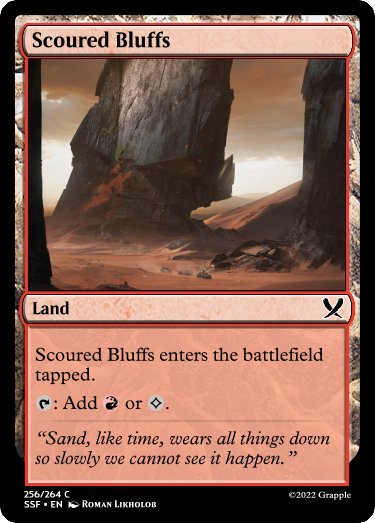 Scoured Bluffs
Land
Scoured Bluffs enters the battlefield
tapped.
: Add or .
“Sand, like time, wears all things down
so slowly we cannot see it happen.”
256/264 C
SSF • EN Roman Likholob
©2022 Grapple